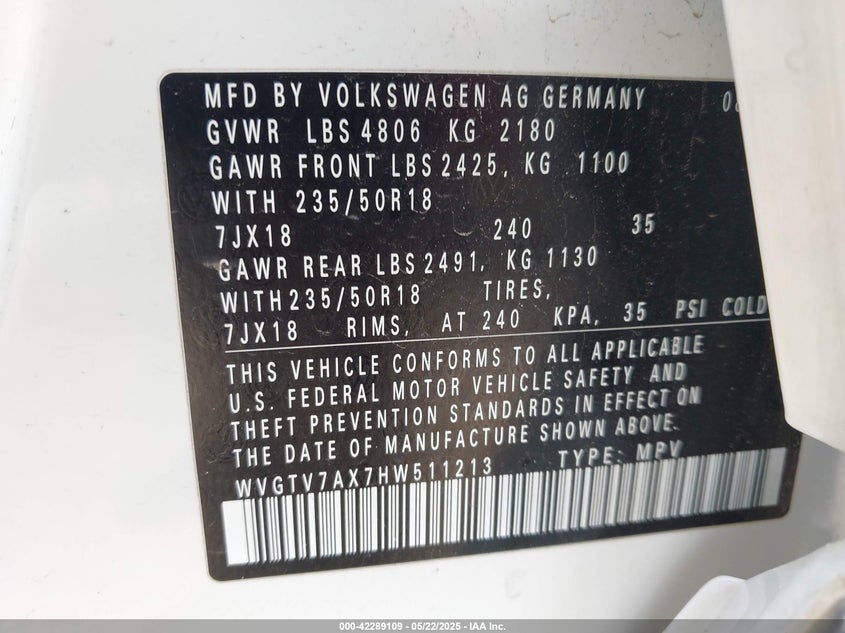 MFD BY VOLKSWAGEN AG GERMANY
GVWR LBS 4806 KG 2180
GAWR FRONT LBS 2425, KG 1100
WITH 235/50R18
7JX18 240 35
GAWR REAR LBS 2491, KG 1130
WITH 235/50R18 TIRES,
7JX18 RIMS, AT 240 KPA, 35 PSI COLD
THIS VEHICLE CONFORMS TO ALL APPLICABLE
U.S. FEDERAL MOTOR VEHICLE SAFETY AND
THEFT PREVENTION STANDARDS IN EFFECT ON
THE DATE OF MANUFACTURE SHOWN ABOVE.
WVGTV7AX7HW511213 TYPE: MPV
000-42289109 - 05/22/2025 - IAA Inc.